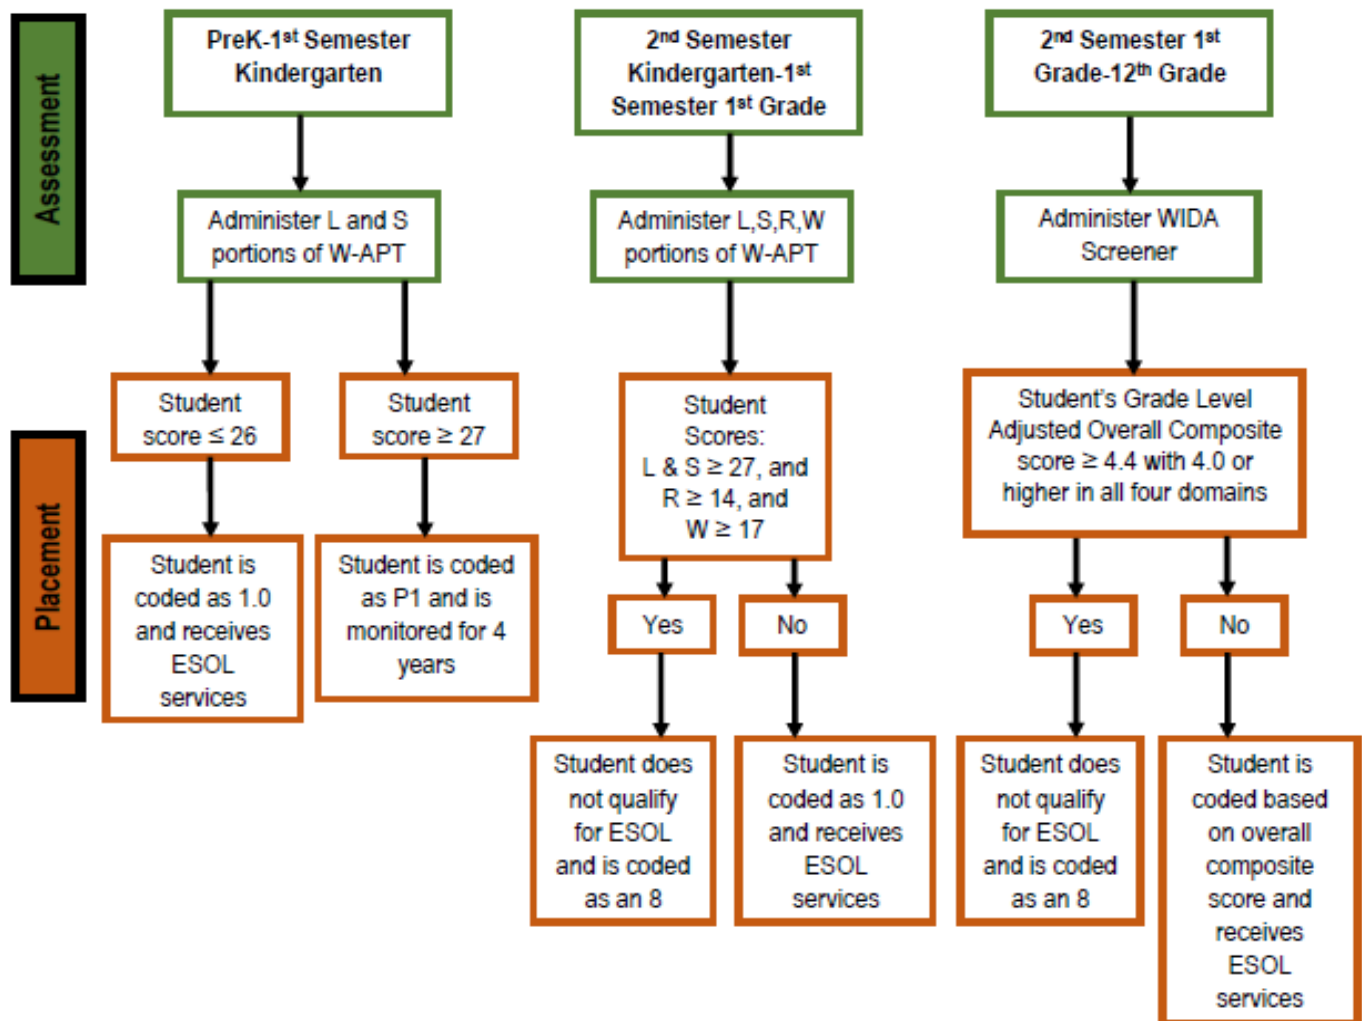 Assessment
PreK-1st Semester
Kindergarten
2nd Semester
Kindergarten-1st
Semester 1st Grade
2nd Semester 1st
Grade-12th Grade
Administer L and S
portions of W-APT
Administer L,S,R,W
portions of W-APT
Administer WIDA
Screener
Placement
Student
score ≤ 26
Student
score ≥ 27
Student
Scores:
L & S ≥ 27, and
R ≥ 14, and
W ≥ 17
Student's Grade Level
Adjusted Overall Composite
score ≥ 4.4 with 4.0 or
higher in all four domains
Student is
coded as 1.0
and receives
ESOL
services
Student is coded
as P1 and is
monitored for 4
years
Yes
No
Yes
No
Student does
not qualify
for ESOL
and is coded
as an 8
Student is
coded as 1.0
and receives
ESOL
services
Student does
not qualify
for ESOL
and is coded
as an 8
Student is
coded based
on overall
composite
score and
receives
ESOL
services